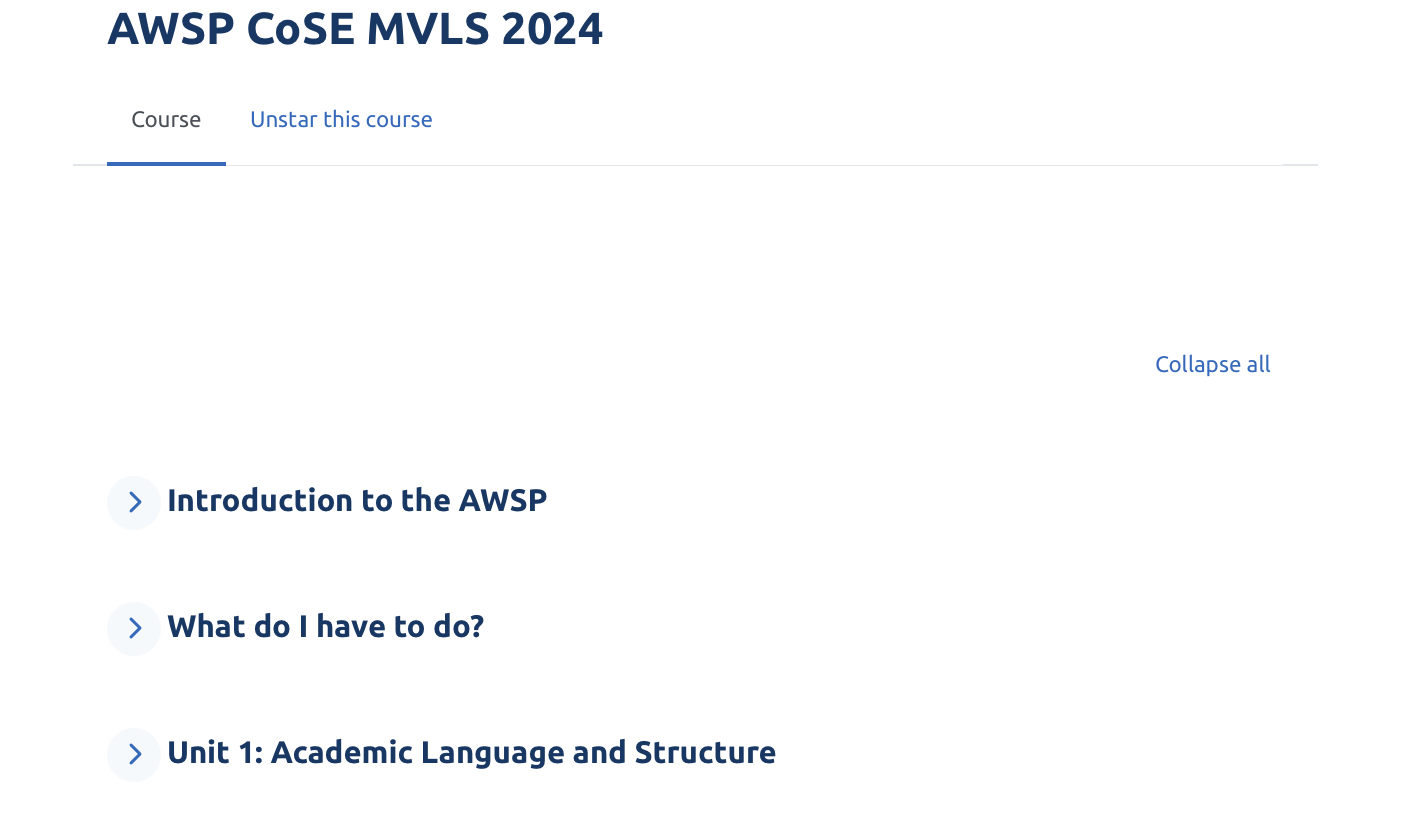 AWSP CoSE MVLS 2024
Course
Unstar this course
Collapse all
Introduction to the AWSP
What do I have to do?
Unit 1: Academic Language and Structure